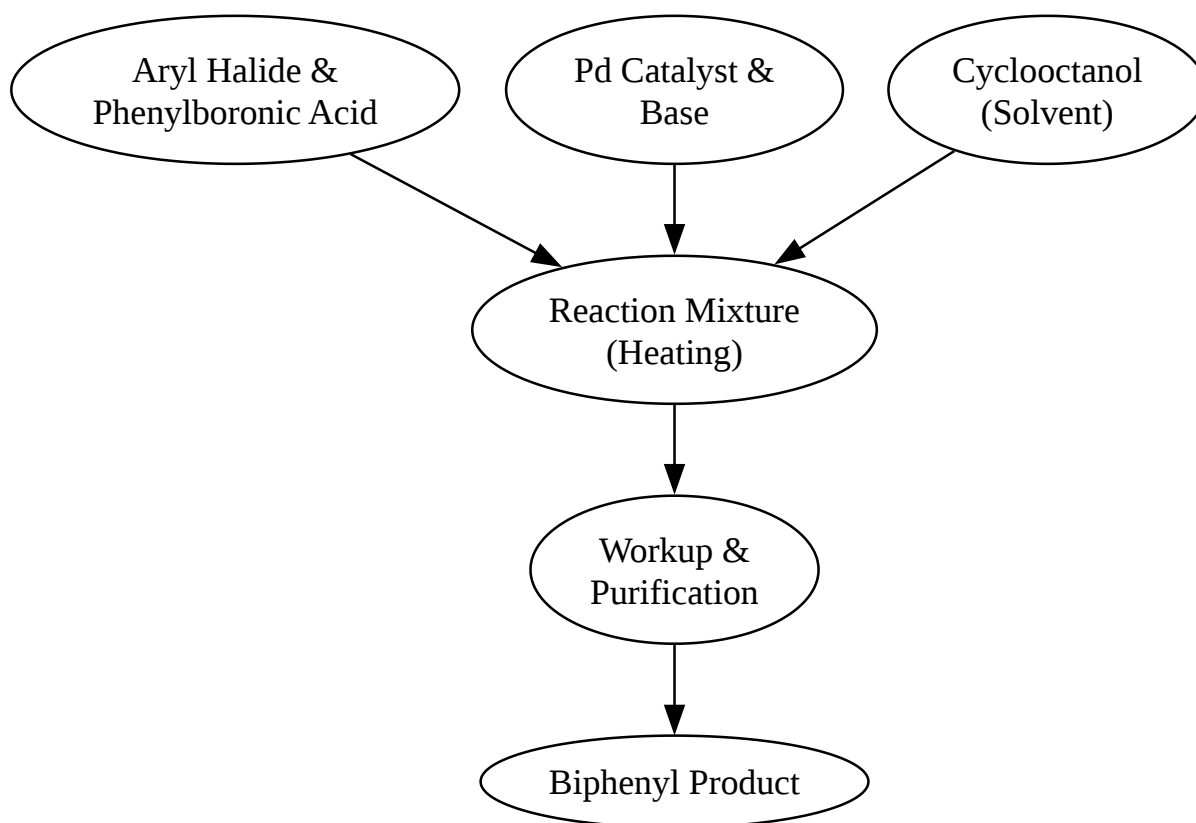 Aryl Halide &
Phenylboronic Acid
Pd Catalyst &
Base
Cyclooctanol
(Solvent)
Reaction Mixture
(Heating)
Workup &
Purification
Biphenyl Product